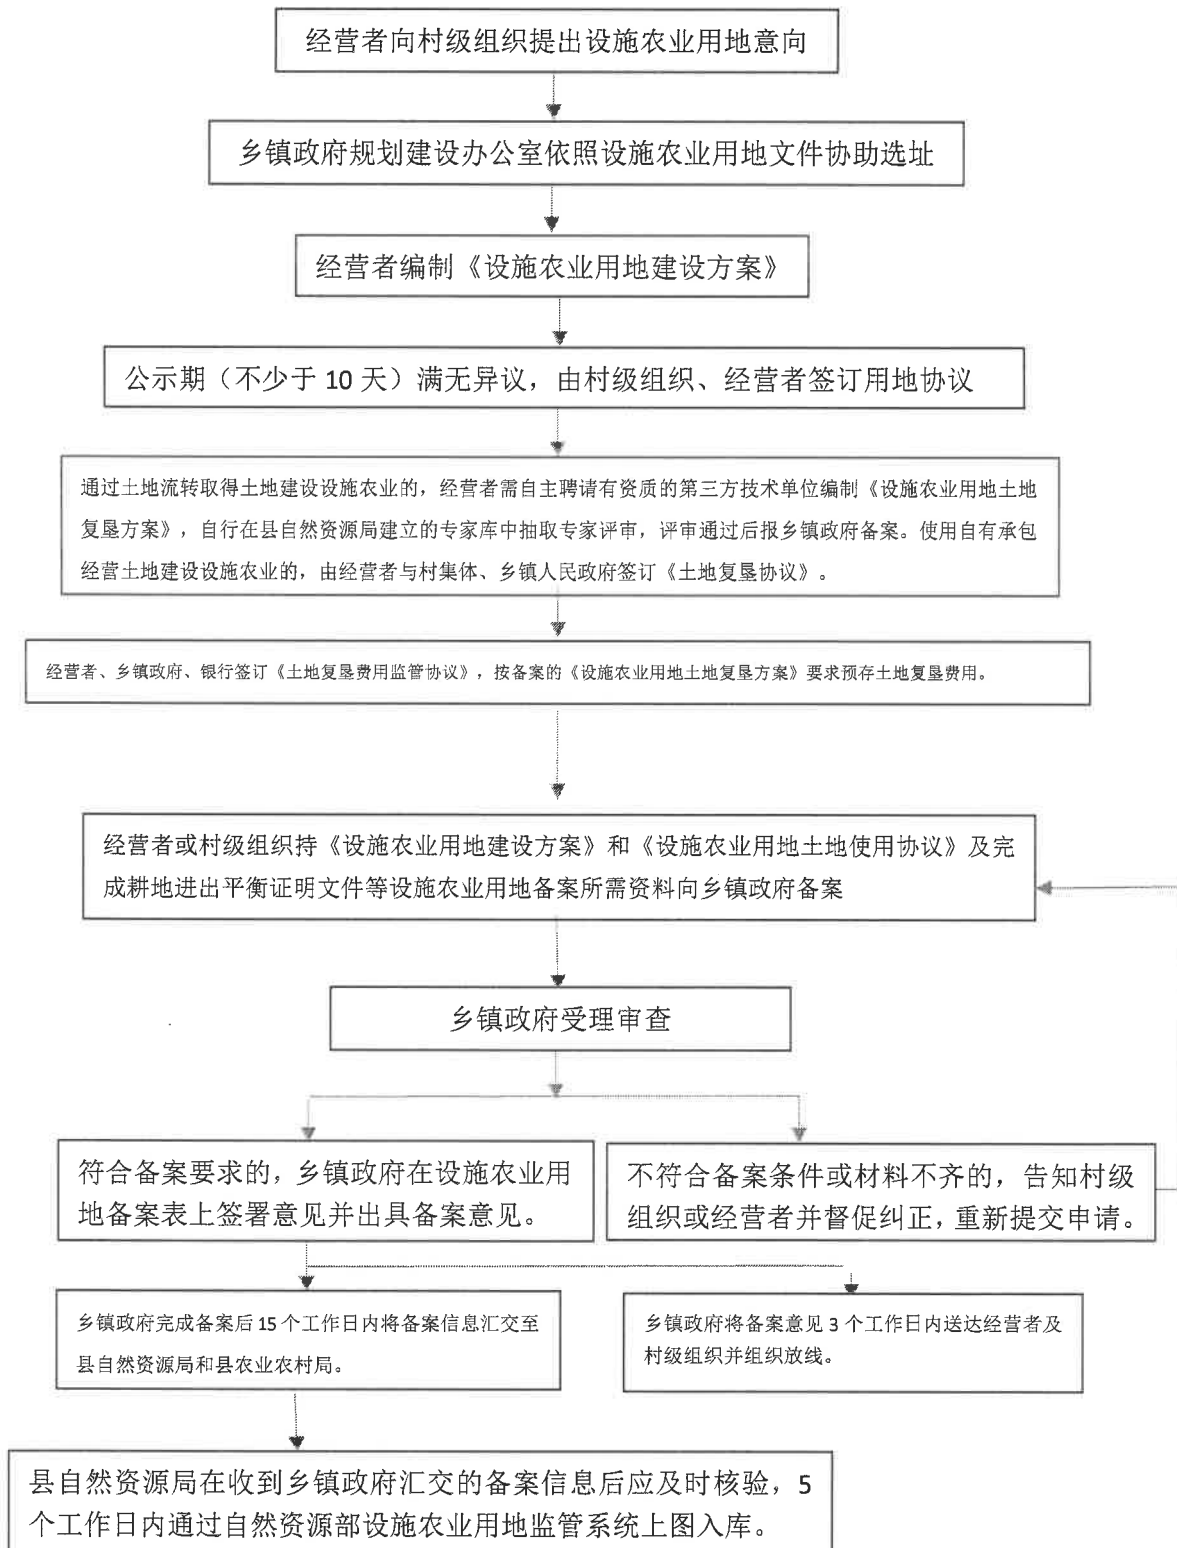 经营者向村级组织提出设施农业用地意向
乡镇政府规划建设办公室依照设施农业用地文件协助选址
经营者编制《设施农业用地建设方案》
公示期（不少于 10 天）满无异议，由村级组织、经营者签订用地协议
通过土地流转取得土地建设设施农业的，经营者需自主聘请有资质的第三方技术单位编制《设施农业用地土地
复垦方案》，自行在县自然资源局建立的专家库中抽取专家评审，评审通过后报乡镇政府备案。使用自有承包
经营土地建设设施农业的，由经营者与村集体、乡镇人民政府签订《土地复垦协议》。
经营者、乡镇政府、银行签订《土地复垦费用监管协议》，按备案的《设施农业用地土地复垦方案》要求预存土地复垦费用。
经营者或村级组织持《设施农业用地建设方案》和《设施农业用地土地使用协议》及完
成耕地进出平衡证明文件等设施农业用地备案所需资料向乡镇政府备案
乡镇政府受理审查
符合备案要求的，乡镇政府在设施农业用
地备案表上签署意见并出具备案意见。
不符合备案条件或材料不齐的，告知村级
组织或经营者并督促纠正，重新提交申请。
乡镇政府完成备案后 15 个工作日内将备案信息汇交至
县自然资源局和县农业农村局。
乡镇政府将备案意见 3 个工作日内送达经营者及
村级组织并组织放线。
县自然资源局在收到乡镇政府汇交的备案信息后应及时核验，5
个工作日内通过自然资源部设施农业用地监管系统上图入库。